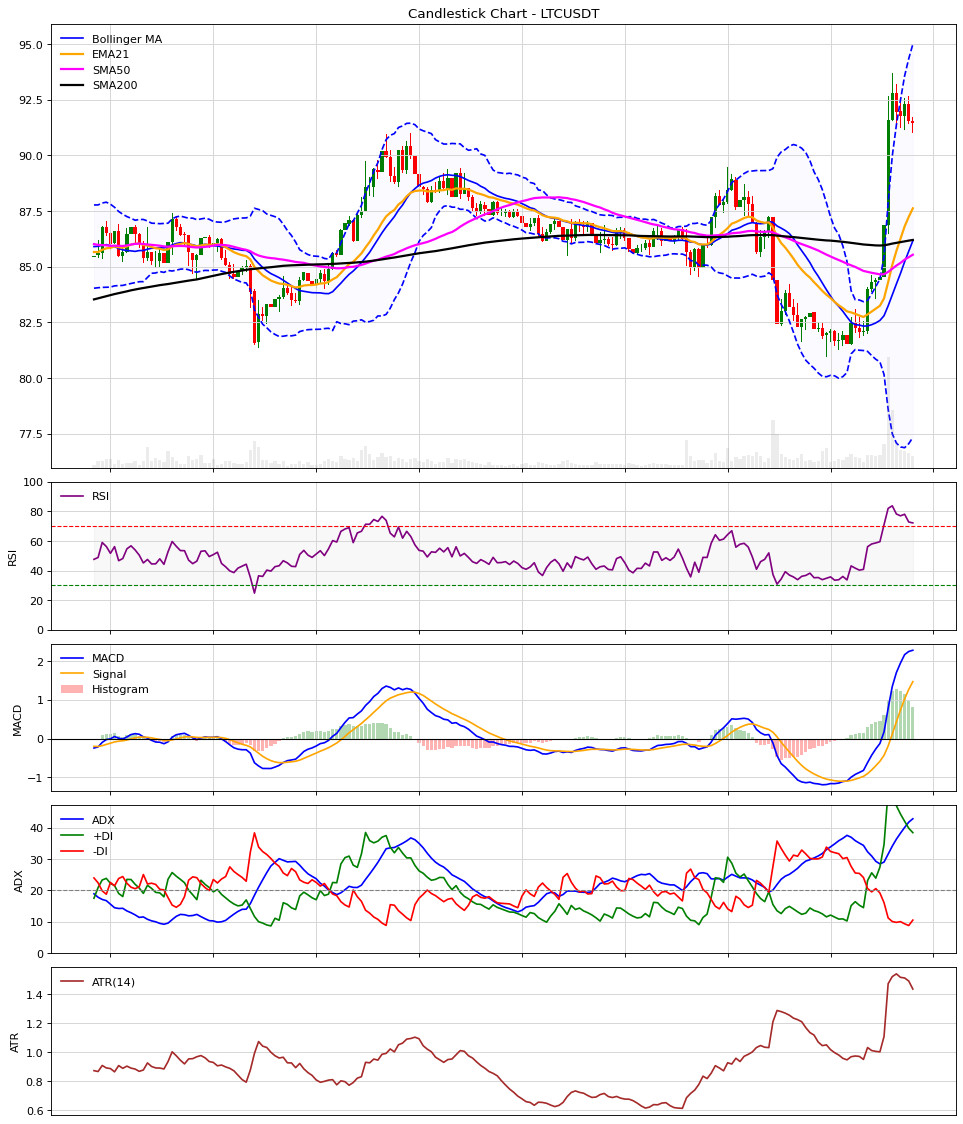 Candlestick Chart - LTCUSDT
95.0
92.5
90.0
87.5
85.0
82.5
80.0
77.5
Bollinger MA
EMA21
SMA50
SMA200
100
80
60
40
20
0
RSI
RSI
2
1
0
−1
MACD
MACD
Signal
Histogram
40
30
20
10
0
ADX
ADX
+DI
-DI
1.4
1.2
1.0
0.8
0.6
ATR
ATR(14)